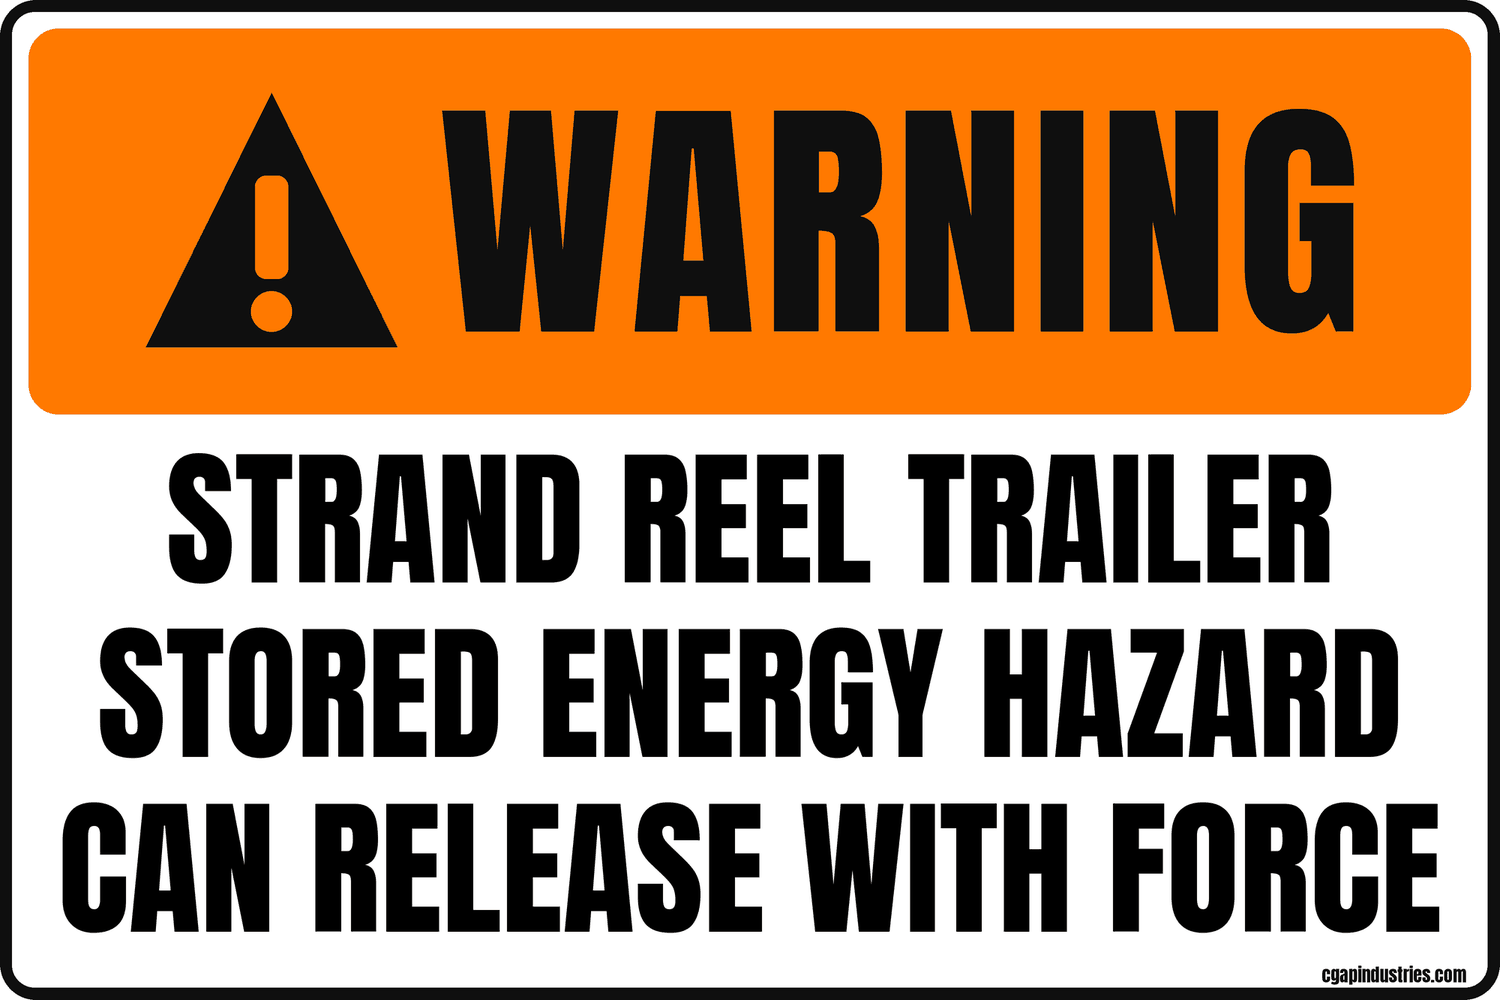 WARNING
STRAND REEL TRAILER
STORED ENERGY HAZARD
CAN RELEASE WITH FORCE
cgapindustries.com